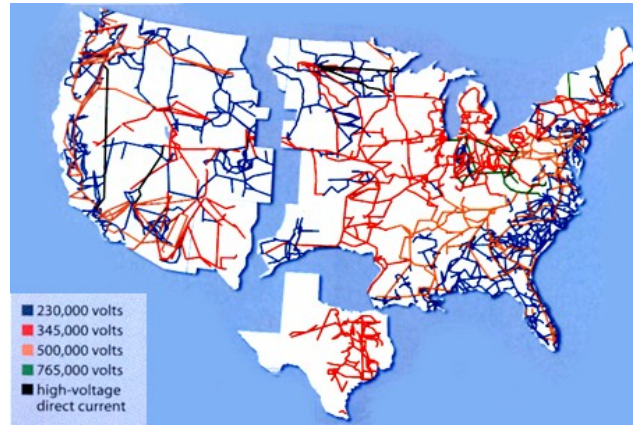 230,000 volts
345,000 volts
500,000 volts
765,000 volts
high-voltage
direct current